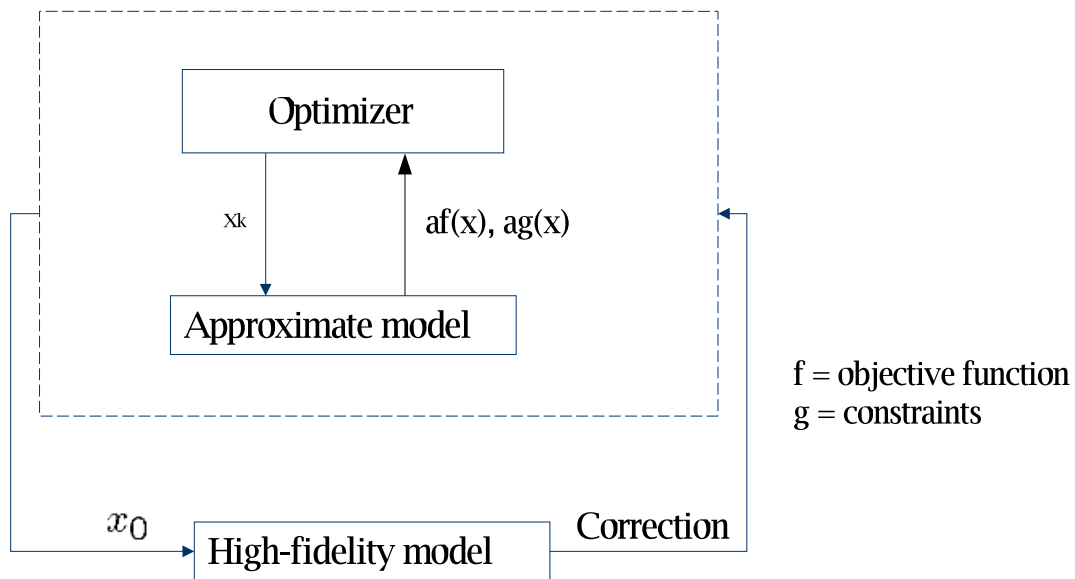 Optimizer
Xk
af(x), ag(x)
Approximate model
f = objective function
g = constraints
x0
Correction
High-fidelity model